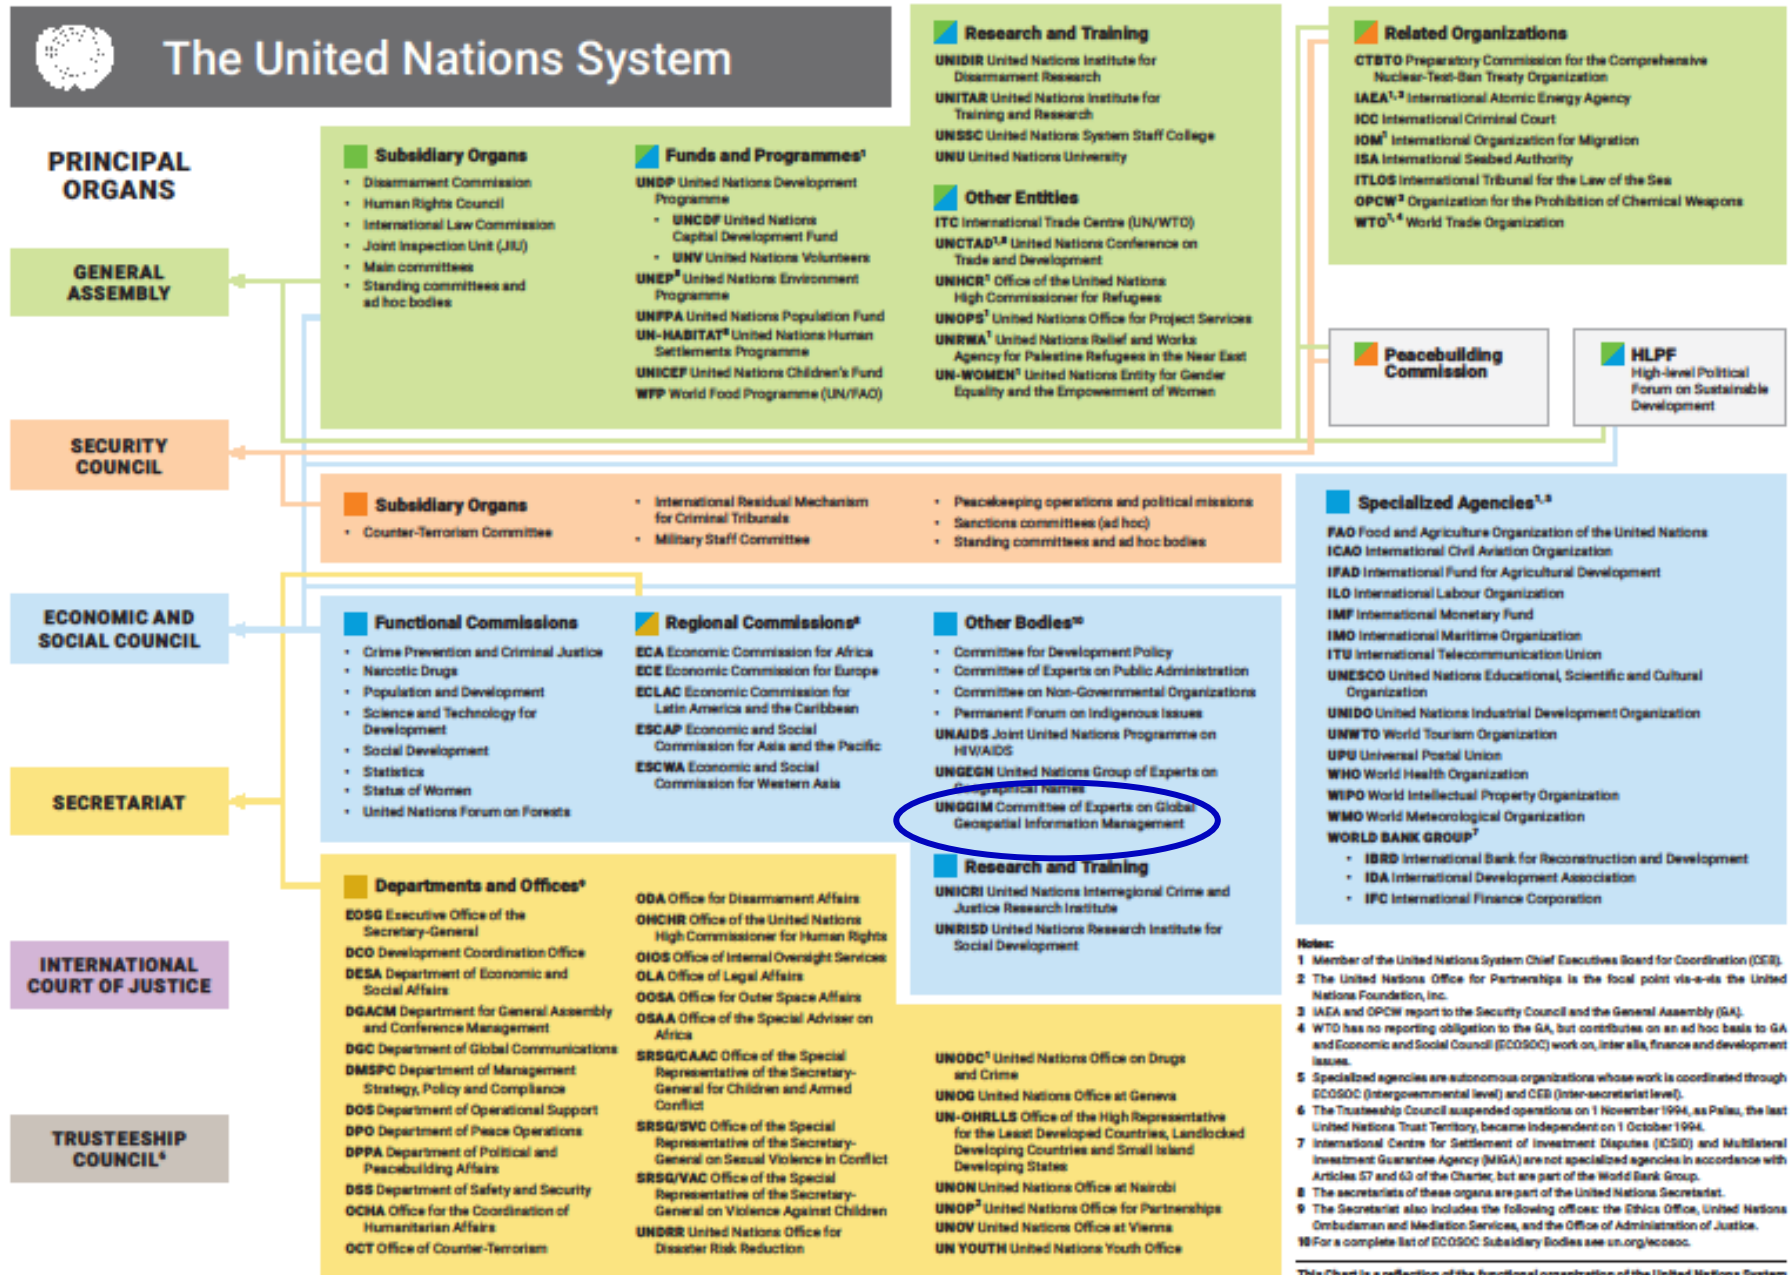 The United Nations System
PRINCIPAL
ORGANS
GENERAL
ASSEMBLY
SECURITY
COUNCIL
ECONOMIC AND
SOCIAL COUNCIL
SECRETARIAT
INTERNATIONAL
COURT OF JUSTICE
TRUSTEESHIP
COUNCIL⁶
Subsidiary Organs
• Disarmament Commission
• Human Rights Council
• International Law Commission
• Joint Inspection Unit (JIU)
• Main committees
• Standing committees and
ad hoc bodies
Funds and Programmes¹
UNDP United Nations Development
Programme
• UNCDF United Nations
Capital Development Fund
• UNV United Nations Volunteers
UNEP⁸ United Nations Environment
Programme
UNFPA United Nations Population Fund
UN-HABITAT⁸ United Nations Human
Settlements Programme
UNICEF United Nations Children's Fund
WFP World Food Programme (UN/FAO)
Research and Training
UNIDIR United Nations Institute for
Disarmament Research
UNITAR United Nations Institute for
Training and Research
UNSSC United Nations System Staff College
UNU United Nations University
Other Entities
ITC International Trade Centre (UN/WTO)
UNCTAD¹,⁸ United Nations Conference on
Trade and Development
UNHCR¹ Office of the United Nations
High Commissioner for Refugees
UNOPS¹ United Nations Office for Project Services
UNRWA¹ United Nations Relief and Works
Agency for Palestine Refugees in the Near East
UN-WOMEN¹ United Nations Entity for Gender
Equality and the Empowerment of Women
Related Organizations
CTBTO Preparatory Commission for the Comprehensive
Nuclear-Test-Ban Treaty Organization
IAEA¹,³ International Atomic Energy Agency
ICC International Criminal Court
IOM¹ International Organization for Migration
ISA International Seabed Authority
ITLOS International Tribunal for the Law of the Sea
OPCW³ Organization for the Prohibition of Chemical Weapons
WTO¹,⁴ World Trade Organization
Peacebuilding
Commission
HLPF
High-level Political
Forum on Sustainable
Development
Subsidiary Organs
• Counter-Terrorism Committee
• International Residual Mechanism
for Criminal Tribunals
• Military Staff Committee
• Peacekeeping operations and political missions
• Sanctions committees (ad hoc)
• Standing committees and ad hoc bodies
Functional Commissions
• Crime Prevention and Criminal Justice
• Narcotic Drugs
• Population and Development
• Science and Technology for
Development
• Social Development
• Statistics
• Status of Women
• United Nations Forum on Forests
Regional Commissions⁸
ECA Economic Commission for Africa
ECE Economic Commission for Europe
ECLAC Economic Commission for
Latin America and the Caribbean
ESCAP Economic and Social
Commission for Asia and the Pacific
ESCWA Economic and Social
Commission for Western Asia
Other Bodies¹⁰
• Committee for Development Policy
• Committee of Experts on Public Administration
• Committee on Non-Governmental Organizations
• Permanent Forum on Indigenous Issues
UNAIDS Joint United Nations Programme on
HIV/AIDS
UNGEGN United Nations Group of Experts on
Geographical Names
UNGGIM Committee of Experts on Global
Geospatial Information Management
Research and Training
UNICRI United Nations Interregional Crime and
Justice Research Institute
UNRISD United Nations Research Institute for
Social Development
Specialized Agencies¹,⁵
FAO Food and Agriculture Organization of the United Nations
ICAO International Civil Aviation Organization
IFAD International Fund for Agricultural Development
ILO International Labour Organization
IMF International Monetary Fund
IMO International Maritime Organization
ITU International Telecommunication Union
UNESCO United Nations Educational, Scientific and Cultural
Organization
UNIDO United Nations Industrial Development Organization
UNWTO World Tourism Organization
UPU Universal Postal Union
WHO World Health Organization
WIPO World Intellectual Property Organization
WMO World Meteorological Organization
WORLD BANK GROUP⁷
• IBRD International Bank for Reconstruction and Development
• IDA International Development Association
• IFC International Finance Corporation
Departments and Offices⁹
EOSG Executive Office of the
Secretary-General
DCO Development Coordination Office
DESA Department of Economic and
Social Affairs
DGACM Department for General Assembly
and Conference Management
DGC Department of Global Communications
DMSPC Department of Management
Strategy, Policy and Compliance
DOS Department of Operational Support
DPO Department of Peace Operations
DPPA Department of Political and
Peacebuilding Affairs
DSS Department of Safety and Security
OCHA Office for the Coordination of
Humanitarian Affairs
OCT Office of Counter-Terrorism
ODA Office for Disarmament Affairs
OHCHR Office of the United Nations
High Commissioner for Human Rights
OIOS Office of Internal Oversight Services
OLA Office of Legal Affairs
OOSA Office for Outer Space Affairs
OSAA Office of the Special Adviser on
Africa
SRSG/CAAC Office of the Special
Representative of the Secretary-
General for Children and Armed
Conflict
SRSG/SVC Office of the Special
Representative of the Secretary-
General on Sexual Violence in Conflict
SRSG/VAC Office of the Special
Representative of the Secretary-
General on Violence Against Children
UNDRR United Nations Office for
Disaster Risk Reduction
UNODC¹ United Nations Office on Drugs
and Crime
UNOG United Nations Office at Geneva
UN-OHRLLS Office of the High Representative
for the Least Developed Countries, Landlocked
Developing Countries and Small Island
Developing States
UNON United Nations Office at Nairobi
UNOP² United Nations Office for Partnerships
UNOV United Nations Office at Vienna
UN YOUTH United Nations Youth Office
Notes:
1 Member of the United Nations System Chief Executives Board for Coordination (CEB).
2 The United Nations Office for Partnerships is the focal point vis-a-vis the United
Nations Foundation, Inc.
3 IAEA and OPCW report to the Security Council and the General Assembly (GA).
4 WTO has no reporting obligation to the GA, but contributes on an ad hoc basis to GA
and Economic and Social Council (ECOSOC) work on, inter alia, finance and development
issues.
5 Specialized agencies are autonomous organizations whose work is coordinated through
ECOSOC (intergovernmental level) and CEB (inter-secretariat level).
6 The Trusteeship Council suspended operations on 1 November 1994, as Palau, the last
United Nations Trust Territory, became independent on 1 October 1994.
7 International Centre for Settlement of Investment Disputes (ICSID) and Multilateral
Investment Guarantee Agency (MIGA) are not specialized agencies in accordance with
Articles 57 and 63 of the Charter, but are part of the World Bank Group.
8 The secretariats of these organs are part of the United Nations Secretariat.
9 The Secretariat also includes the following offices: the Ethics Office, United Nations
Ombudsman and Mediation Services, and the Office of Administration of Justice.
10 For a complete list of ECOSOC Subsidiary Bodies see un.org/ecosoc.
This Chart is a reflection of the functional organization of the United Nations System